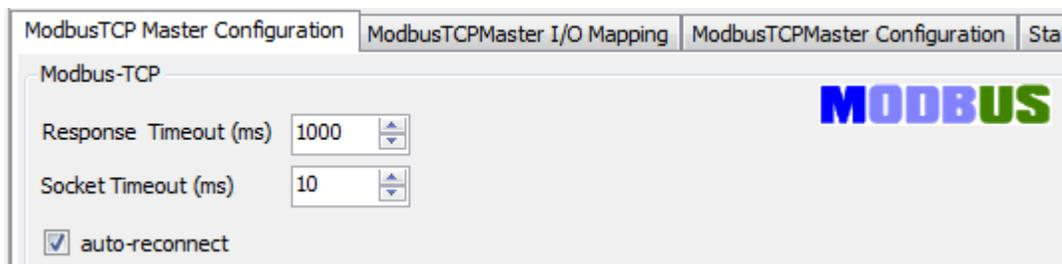 ModbusTCP Master Configuration ModbusTCPMaster I/O Mapping ModbusTCPMaster Configuration Sta
Modbus-TCP
MODBUS
Response Timeout (ms) 1000
Socket Timeout (ms) 10
auto-reconnect